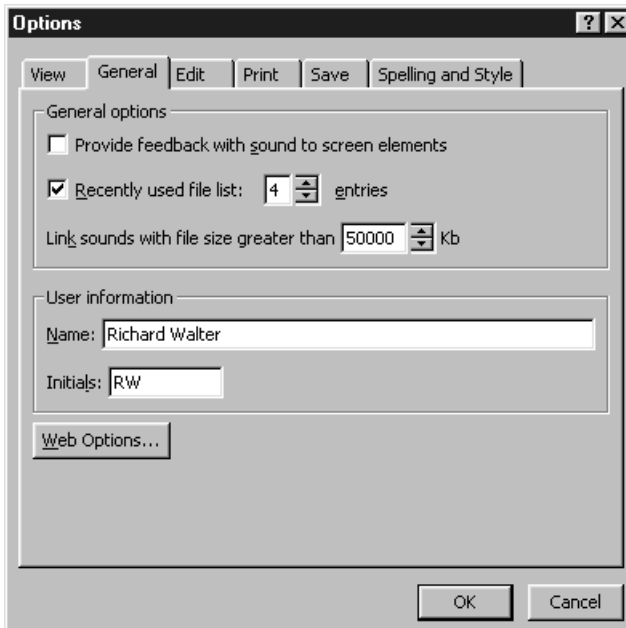 Options
View General Edit Print Save Spelling and Style
General options
Provide feedback with sound to screen elements
Recently used file list: 4 entries
Link sounds with file size greater than 50000 Kb
User information
Name: Richard Walter
Initials: RW
Web Options...
OK Cancel